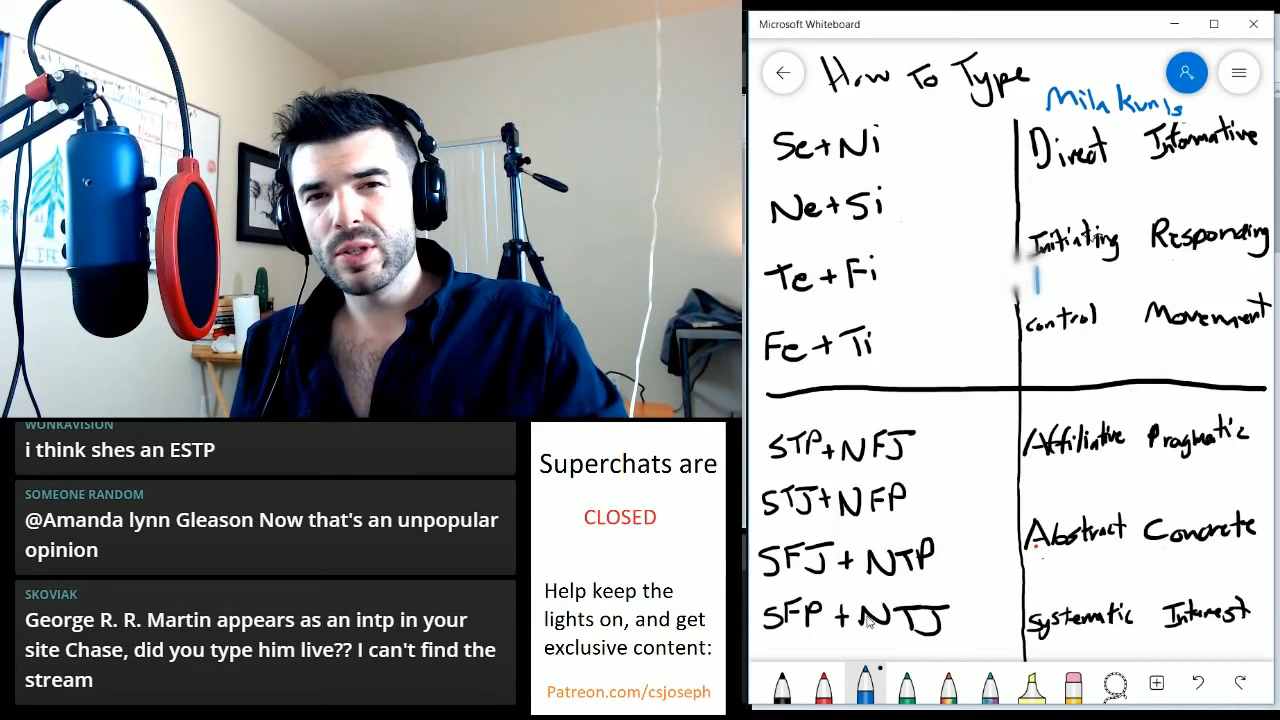 Microsoft Whiteboard
How To Type
Mila Kunis
Se+Ni
Direct Informative
Ne+Si
Initiating Responding
Te + Fi
control Movement
Fe + Ti
STP+NFJ
Affiliative Pragmatic
STJ+NFP
Abstract Concrete
SFJ + NTP
SFP + NTJ
Systematic Interest
LIFE
WONKAVISION
i think shes an ESTP
SOMEONE RANDOM
@Amanda lynn Gleason Now that's an unpopular
opinion
SKOVIAK
George R. R. Martin appears as an intp in your
site Chase, did you type him live?? I can't find the
stream
Superchats are
CLOSED
Help keep the
lights on, and get
exclusive content:
Patreon.com/csjoseph